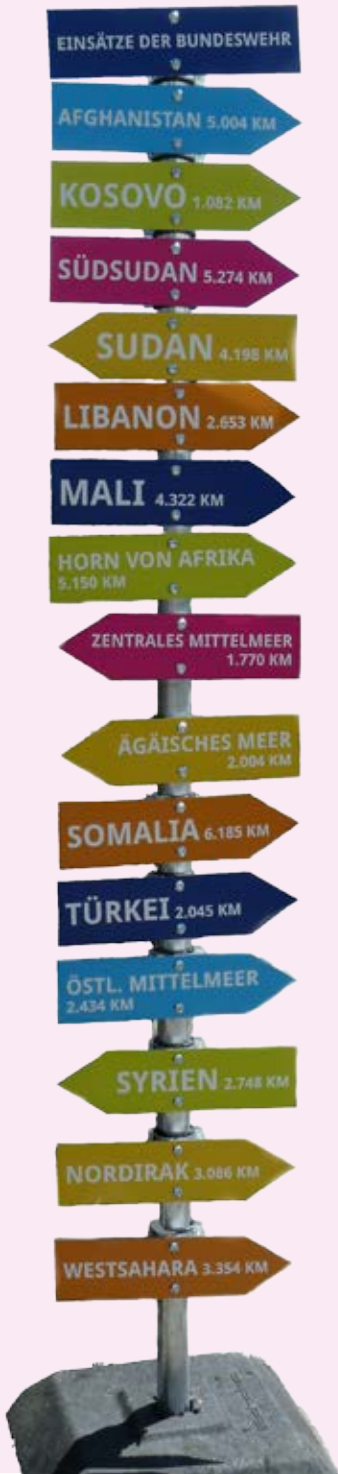 EINSÄTZE DER BUNDESWEHR
AFGHANISTAN 5.004 KM
KOSOVO 1.082 KM
SÜDSUDAN 5.274 KM
SUDAN 4.198 KM
LIBANON 2.653 KM
MALI 4.322 KM
HORN VON AFRIKA
5.150 KM
ZENTRALES MITTELMEER
1.770 KM
ÄGÄISCHES MEER
2.004 KM
SOMALIA 6.185 KM
TÜRKEI 2.045 KM
ÖSTL. MITTELMEER
2.434 KM
SYRIEN 2.748 KM
NORDIRAK 3.086 KM
WESTSAHARA 3.354 KM